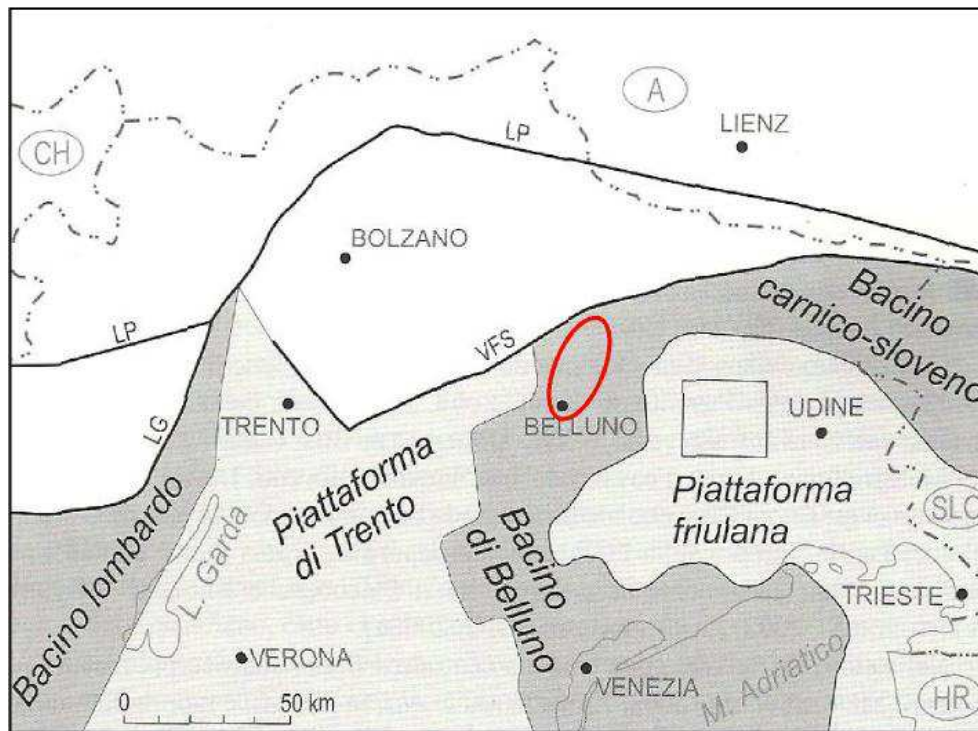 A
LIENZ
CH
LP
BOLZANO
LP
VFS
Bacino
carnico-sloveno
TRENTO
BELLUNO
UDINE
LG
Bacino lombardo
L. Garda
Piattaforma
di Trento
Bacino
di Belluno
Piattaforma
friulana
SLO
TRIESTE
VERONA
VENEZIA
M. Adriatico
HR
0 50 km